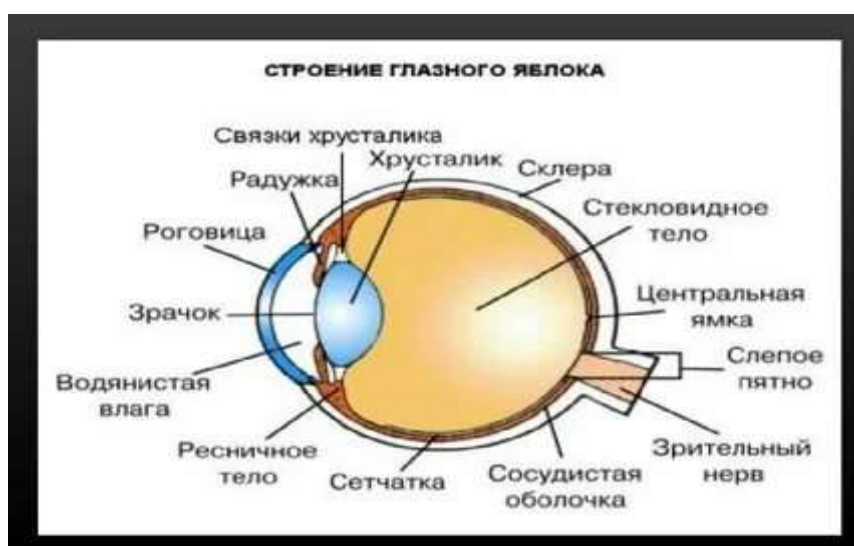 СТРОЕНИЕ ГЛАЗНОГО ЯБЛОКА
Связки хрусталика
Хрусталик
Склера
Радужка
Стекловидное
тело
Роговица
Центральная
ямка
Зрачок
Слепое
пятно
Водянистая
влага
Зрительный
нерв
Ресничное
тело
Сетчатка
Сосудистая
оболочка